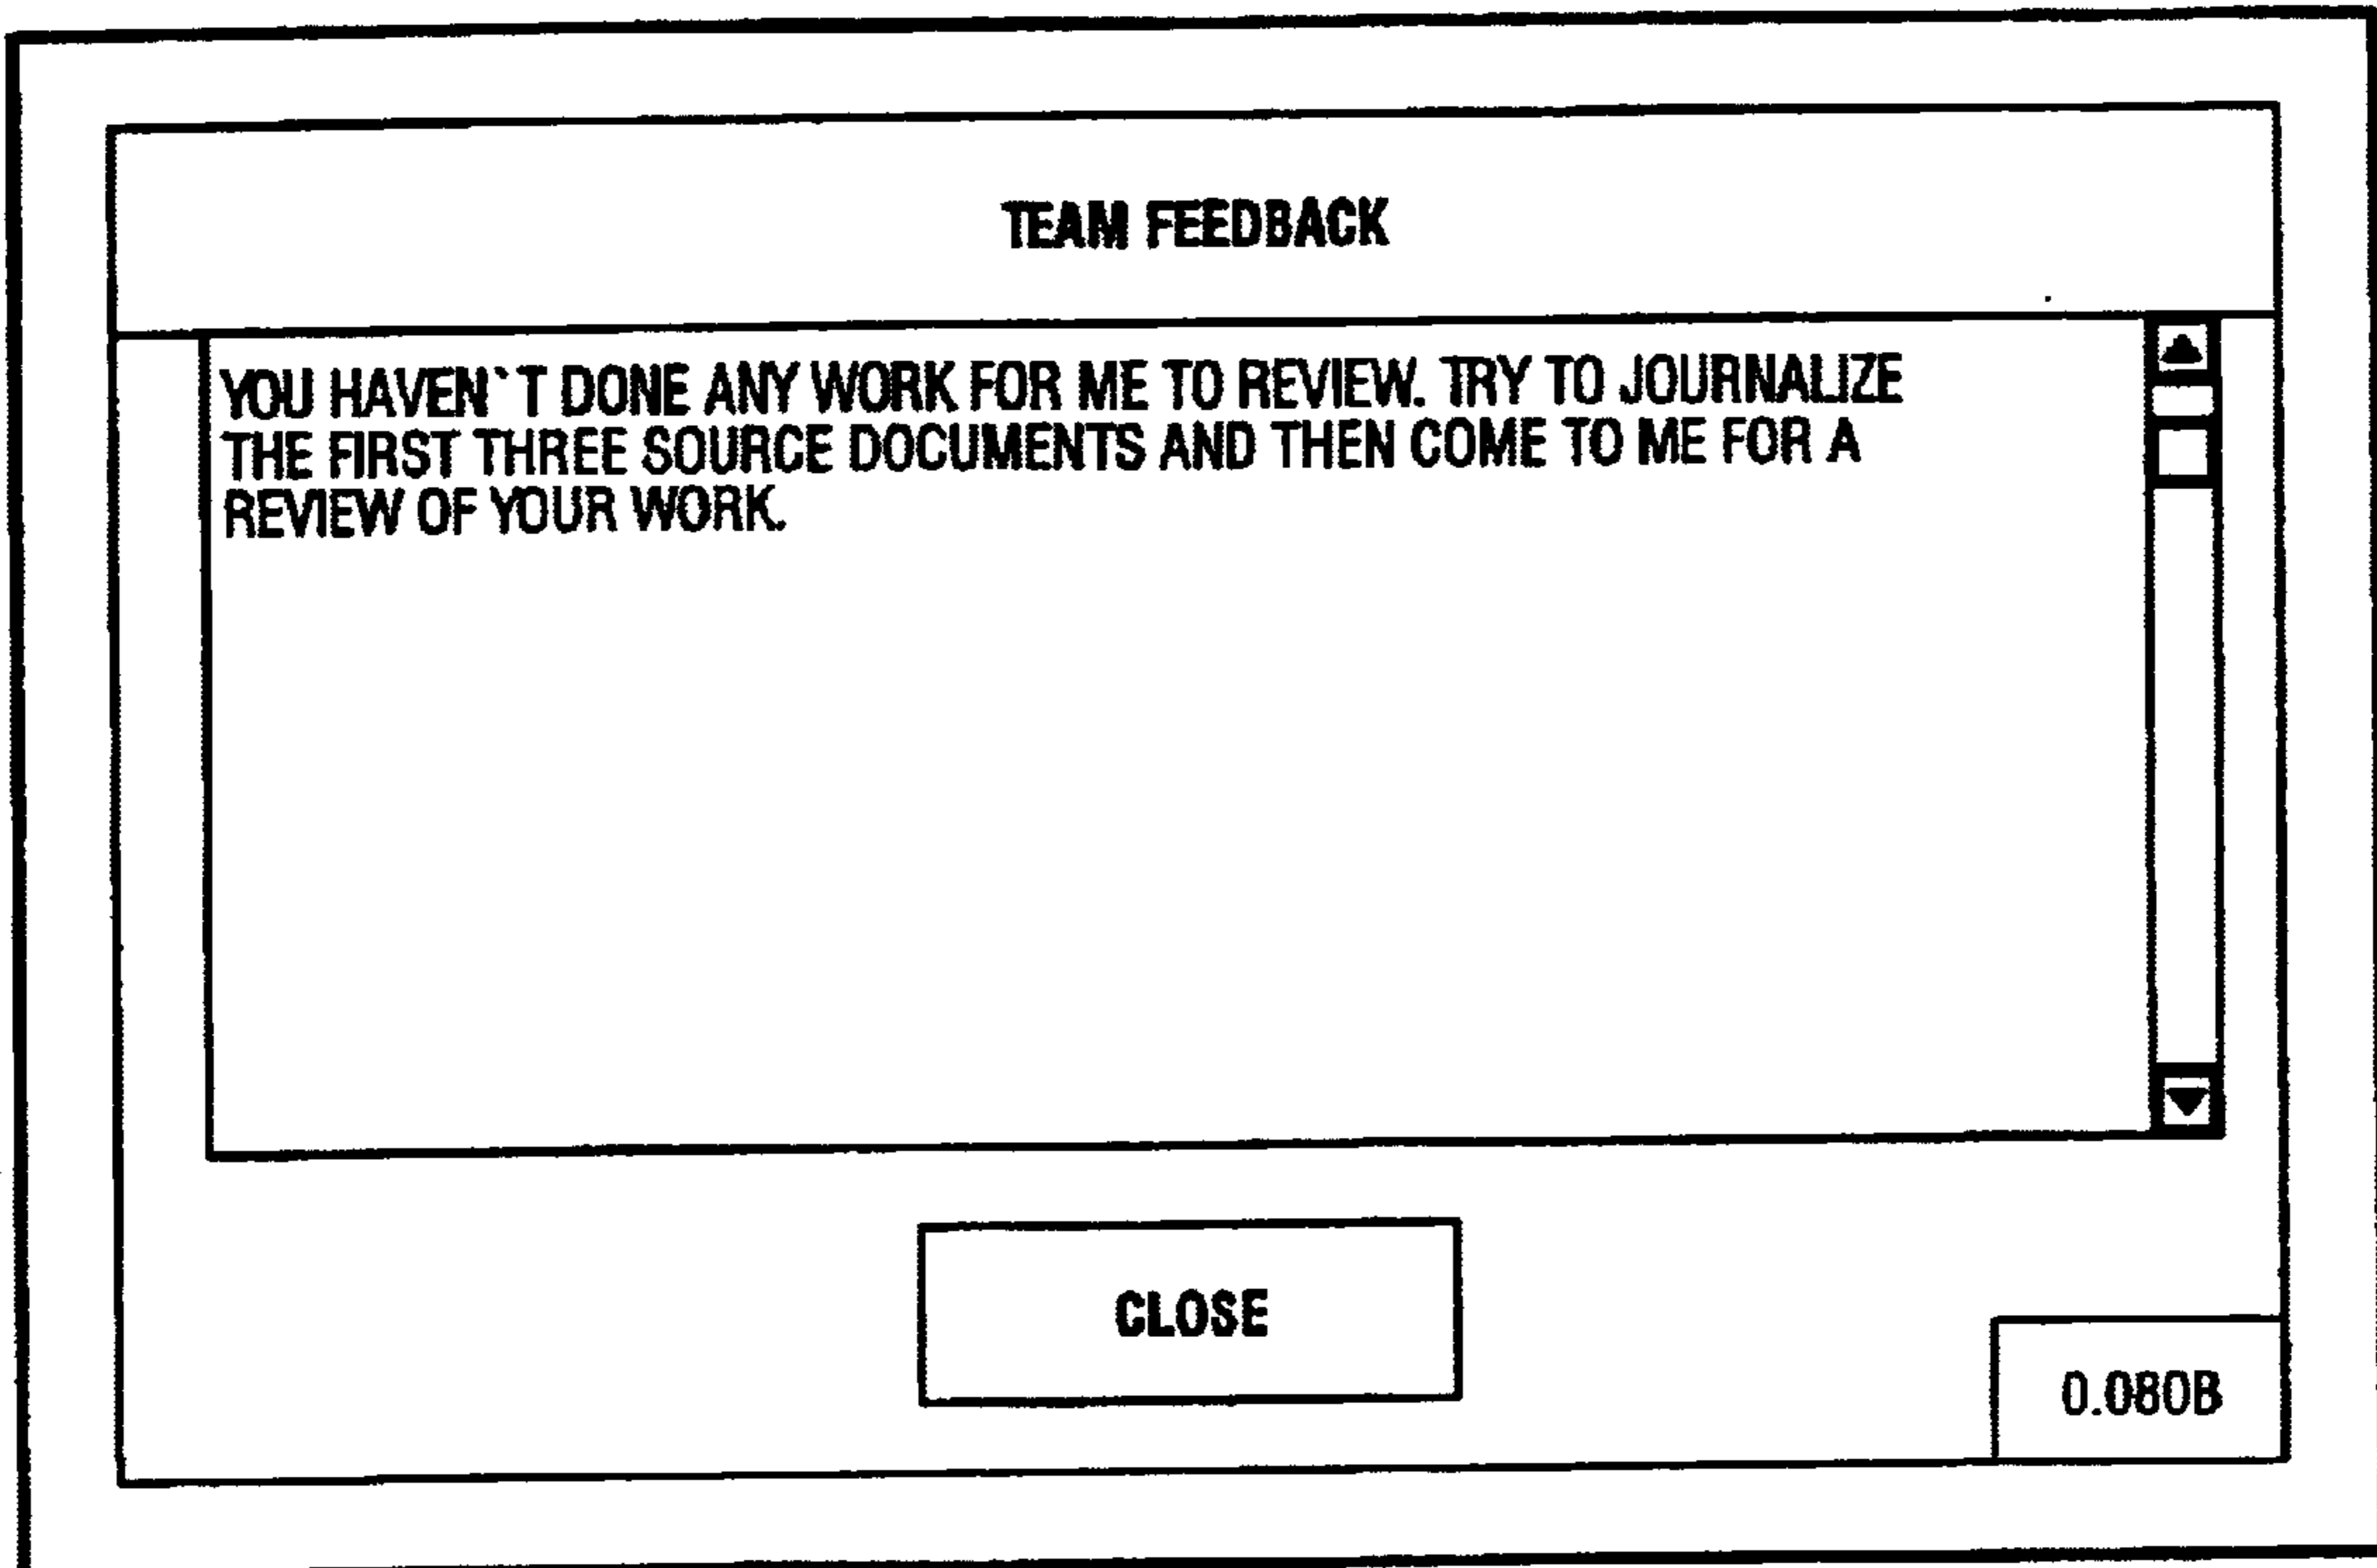 TEAM FEEDBACK
YOU HAVEN`T DONE ANY WORK FOR ME TO REVIEW. TRY TO JOURNALIZE
THE FIRST THREE SOURCE DOCUMENTS AND THEN COME TO ME FOR A
REVIEW OF YOUR WORK.
CLOSE
0.080B